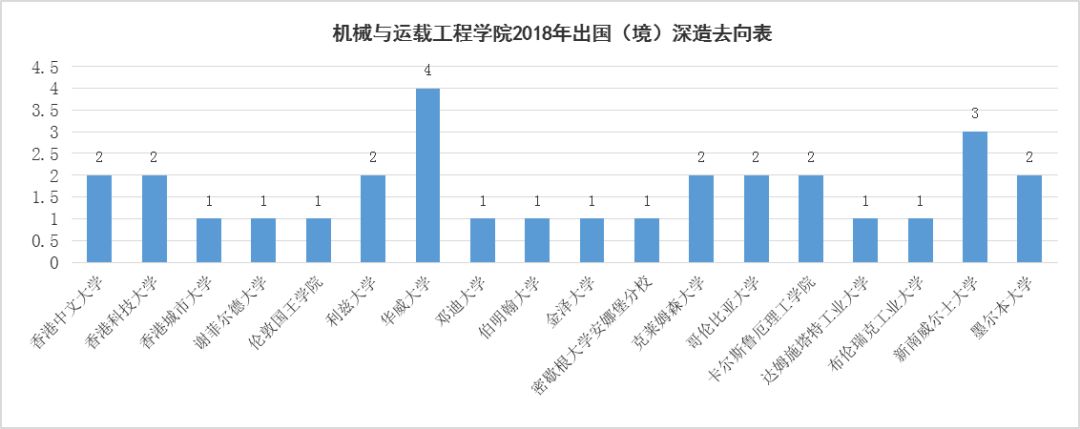 机械与运载工程学院2018年出国（境）深造去向表
4.5
4
3.5
3
2.5
2
1.5
1
0.5
0
2
2
1
1
1
2
4
1
1
1
1
2
2
2
1
1
3
2
香港中文大学
香港科技大学
香港城市大学
谢菲尔德大学
伦敦国王学院
利兹大学
华威大学
邓迪大学
伯明翰大学
金泽大学
密歇根大学安娜堡分校
克莱姆森大学
哥伦比亚大学
卡尔斯鲁厄理工学院
达姆施塔特工业大学
布伦瑞克工业大学
新南威尔士大学
墨尔本大学